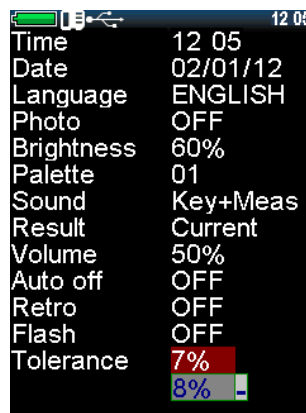 12 05
Time 12 05
Date 02/01/12
Language ENGLISH
Photo OFF
Brightness 60%
Palette 01
Sound Key+Meas
Result Current
Volume 50%
Auto off OFF
Retro OFF
Flash OFF
Tolerance 7%
8% -